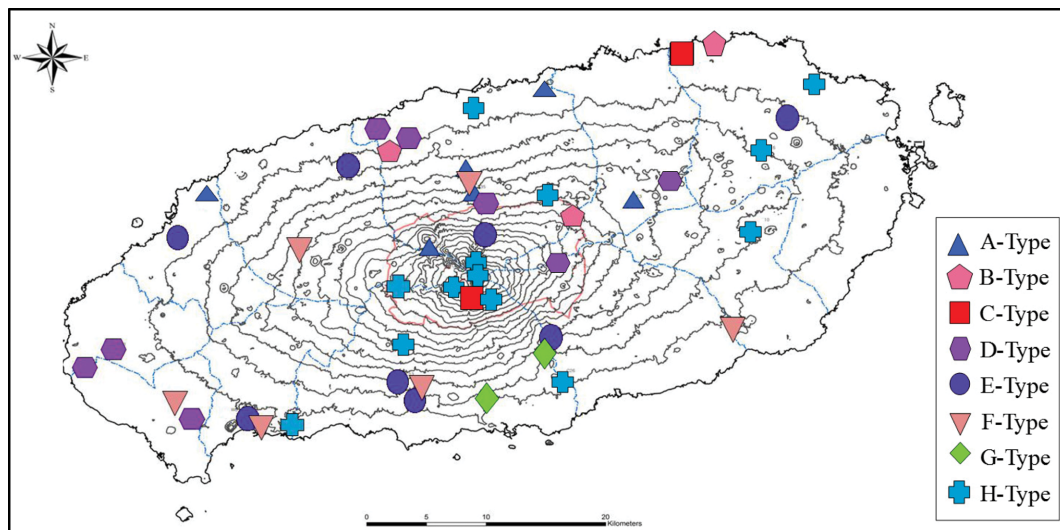 N
W E
S
A-Type
B-Type
C-Type
D-Type
E-Type
F-Type
G-Type
H-Type
0 5 10 20
Kilometers